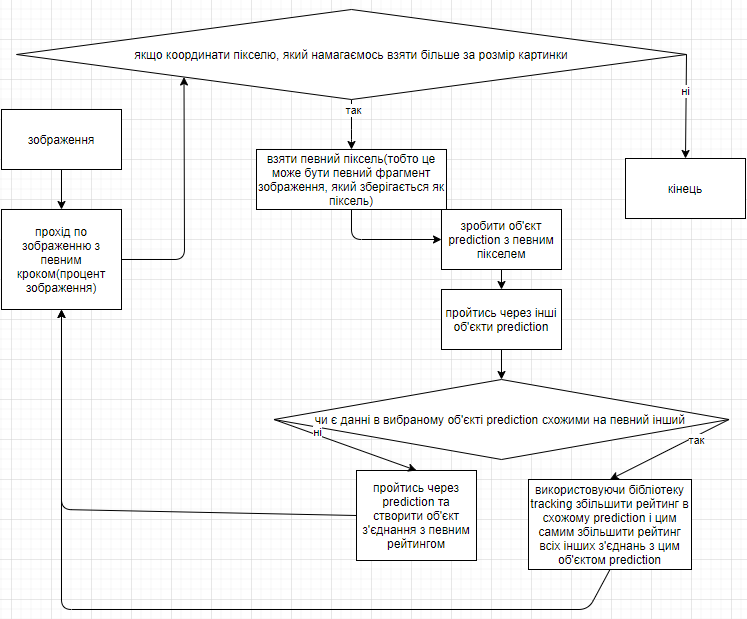 якщо координати пікселю, який намагаємось взяти більше за розмір картинки
ні
так
зображення
взяти певний піксель(тобто це
може бути певний фрагмент
зображення, який зберігається як
піксель)
кінець
прохід по
зображенню з
певним
кроком(процент
зображення)
зробити об'єкт
prediction з певним
пікселем
пройтись через інші
об'єкти prediction
чи є данні в вибраному об'єкті prediction схожими на певний інший
ні
так
пройтись через
prediction та
створити об'єкт
з'єднання з певним
рейтингом
використовуючи бібліотеку
tracking збільшити рейтинг в
схожому prediction і цим
самим збільшити рейтинг
всіх інших з'єднань з цим
об'єктом prediction